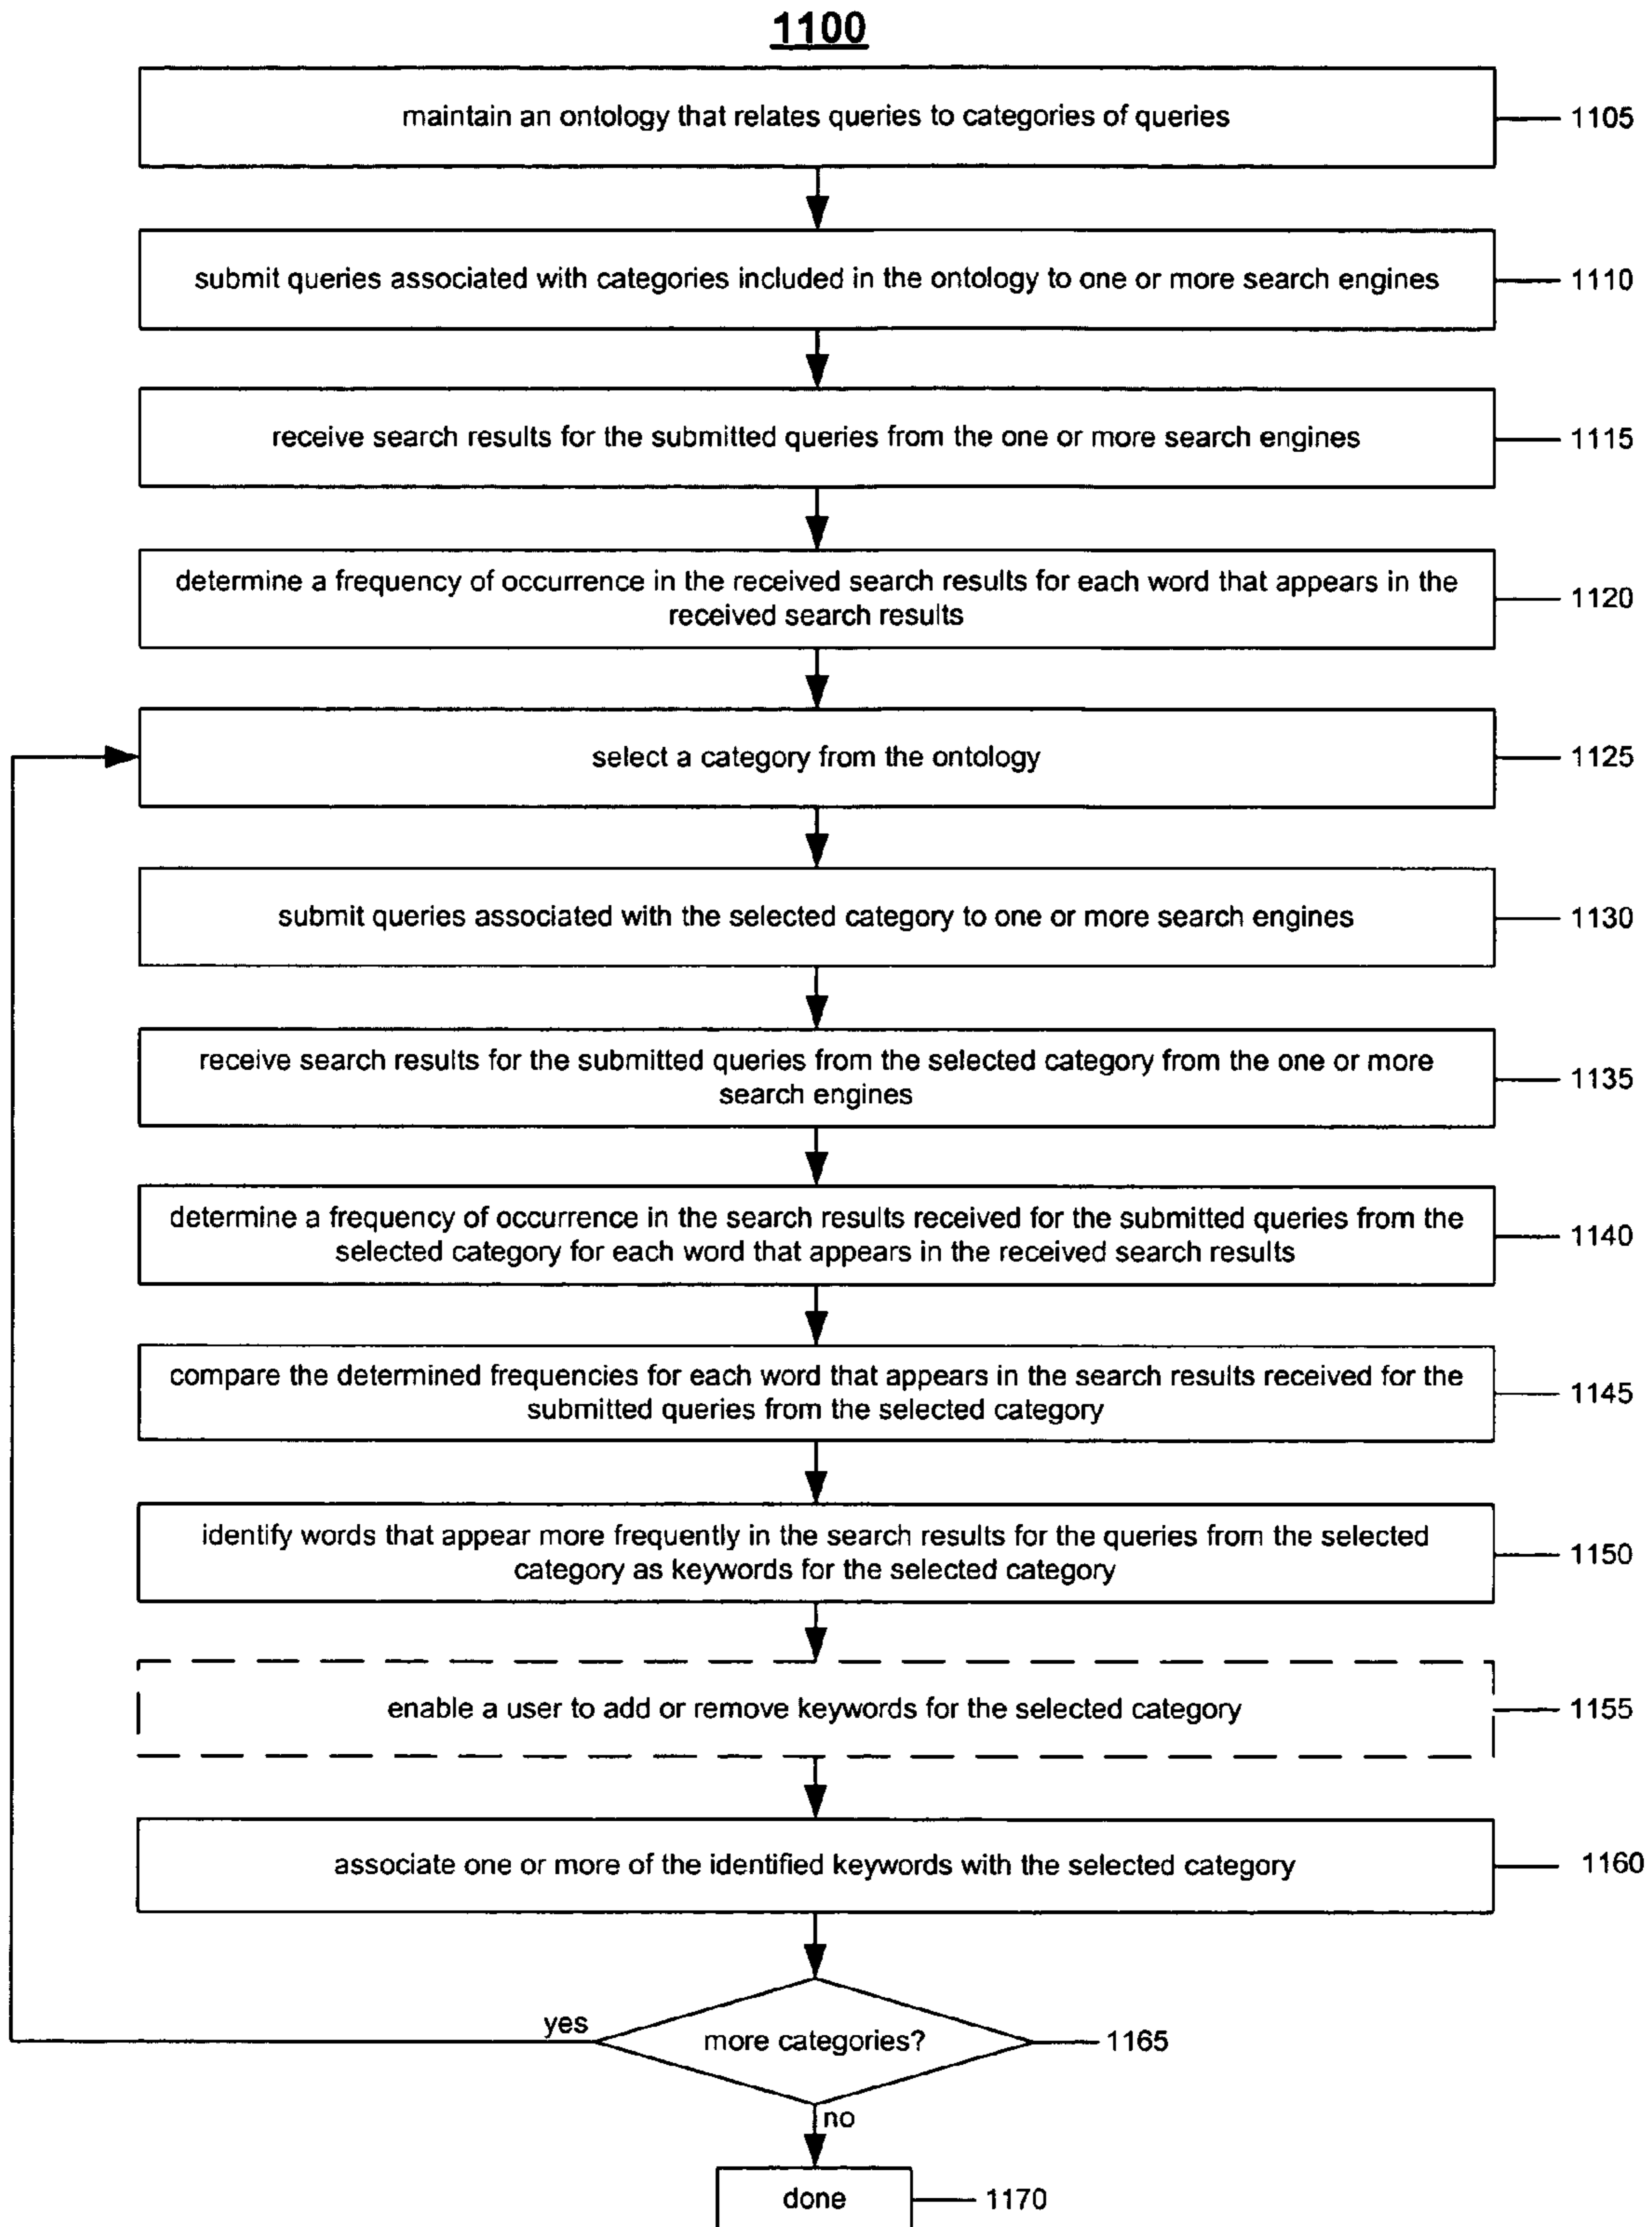 1100
maintain an ontology that relates queries to categories of queries
1105
submit queries associated with categories included in the ontology to one or more search engines
1110
receive search results for the submitted queries from the one or more search engines
1115
determine a frequency of occurrence in the received search results for each word that appears in the
received search results
1120
select a category from the ontology
1125
submit queries associated with the selected category to one or more search engines
1130
receive search results for the submitted queries from the selected category from the one or more
search engines
1135
determine a frequency of occurrence in the search results received for the submitted queries from the
selected category for each word that appears in the received search results
1140
compare the determined frequencies for each word that appears in the search results received for the
submitted queries from the selected category
1145
identify words that appear more frequently in the search results for the queries from the selected
category as keywords for the selected category
1150
enable a user to add or remove keywords for the selected category
1155
associate one or more of the identified keywords with the selected category
1160
yes
more categories?
1165
no
done
1170